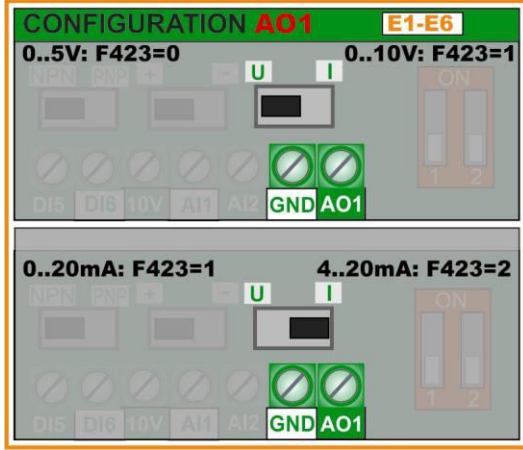 CONFIGURATION AO1 E1-E6
0..5V: F423=0 0..10V: F423=1
NPN PNP + - U I ON
1 2
DI5 DI6 10V AI1 AI2 GND AO1
0..20mA: F423=1 4..20mA: F423=2
NPN PNP + - U I ON
1 2
DI5 DI6 10V AI1 AI2 GND AO1